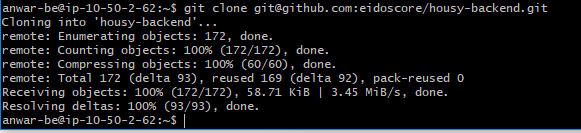 anwar-be@ip-10-50-2-62:~$ git clone git@github.com:eidoscore/housy-backend.git
Cloning into 'housy-backend'...
remote: Enumerating objects: 172, done.
remote: Counting objects: 100% (172/172), done.
remote: Compressing objects: 100% (60/60), done.
remote: Total 172 (delta 93), reused 169 (delta 92), pack-reused 0
Receiving objects: 100% (172/172), 58.71 KiB | 3.45 MiB/s, done.
Resolving deltas: 100% (93/93), done.
anwar-be@ip-10-50-2-62:~$